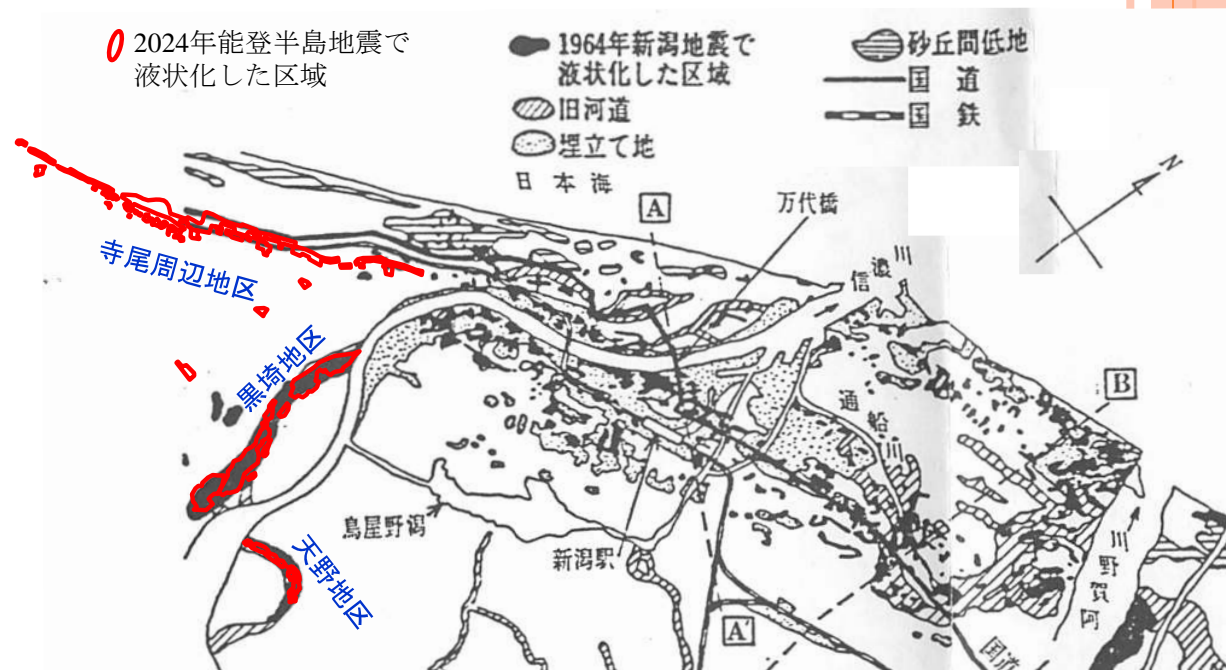 2024年能登半島地震で
液状化した区域
1964年新潟地震で
液状化した区域
旧河道
埋立て地
砂丘間低地
国道
国鉄
日本海
A
万代橋
信濃川
N
寺尾周辺地区
黒埼地区
B
通船川
鳥屋野潟
新潟駅
天野地区
A'
阿賀野川
国道